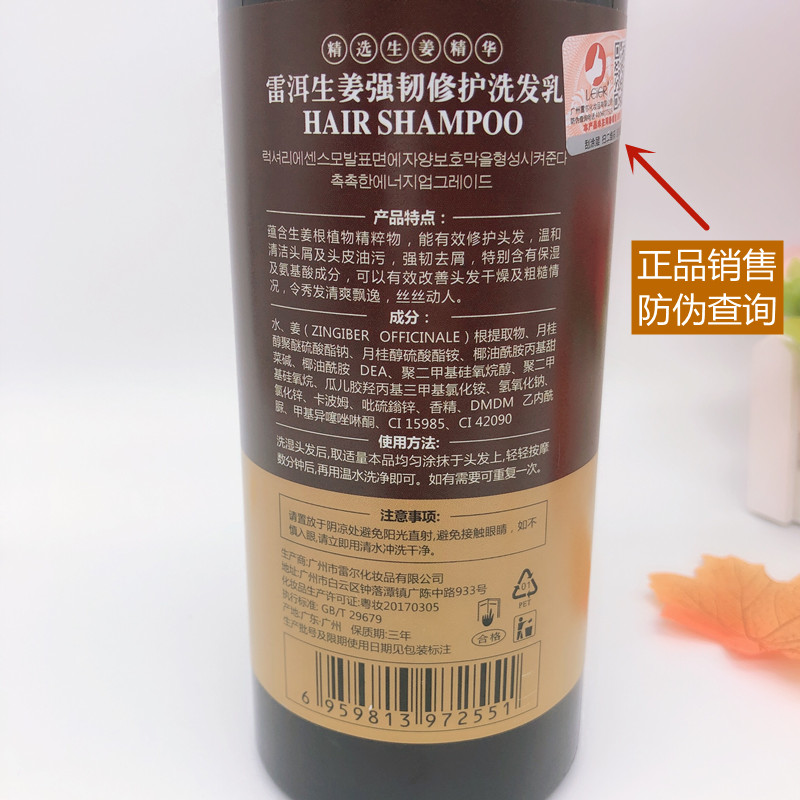 精选生姜精华
雷洱生姜强韧修护洗发乳
HAIR SHAMPOO
럭셔리에센스모발표면에자양보호막을형성시켜준다
촉촉한에너지업그레이드
LEIER
广州雷尔化妆品有限公司
刮涂层
正品销售
防伪查询
产品特点:
蕴含生姜根植物精粹物，能有效修护头发，温和
清洁头屑及头皮油污，强韧去屑，特别含有保湿
及氨基酸成分，可以有效改善头发干燥及粗糙情
况，令秀发清爽飘逸，丝丝动人。
成分:
水、姜(ZINGIBER OFFICINALE)根提取物、月桂
醇聚醚硫酸酯钠、月桂醇硫酸酯铵、椰油酰胺丙基甜
菜碱、椰油酰胺 DEA、聚二甲基硅氧烷醇、聚二甲
基硅氧烷、瓜儿胶羟丙基三甲基氯化铵、氢氧化钠、
氯化锌、卡波姆、吡硫鎓锌、香精、DMDM 乙内酰
脲、甲基异噻唑啉酮、CI 15985、CI 42090
使用方法:
洗湿头发后,取适量本品均匀涂抹于头发上,轻轻按摩
数分钟后,再用温水洗净即可。如有需要可重复一次。
注意事项:
请置放于阴凉处避免阳光直射,避免接触眼睛，如不
慎入眼,请立即用清水冲洗干净。
生产商:广州市雷尔化妆品有限公司
地址:广州市白云区钟落潭镇广陈中路933号
化妆品生产许可证:粤妆20170305
执行标准: GB/T 29679
产地:广东·广州 保质期:三年
生产批号及限期使用日期见包装标注
01
PET
合格
6 959813 972551